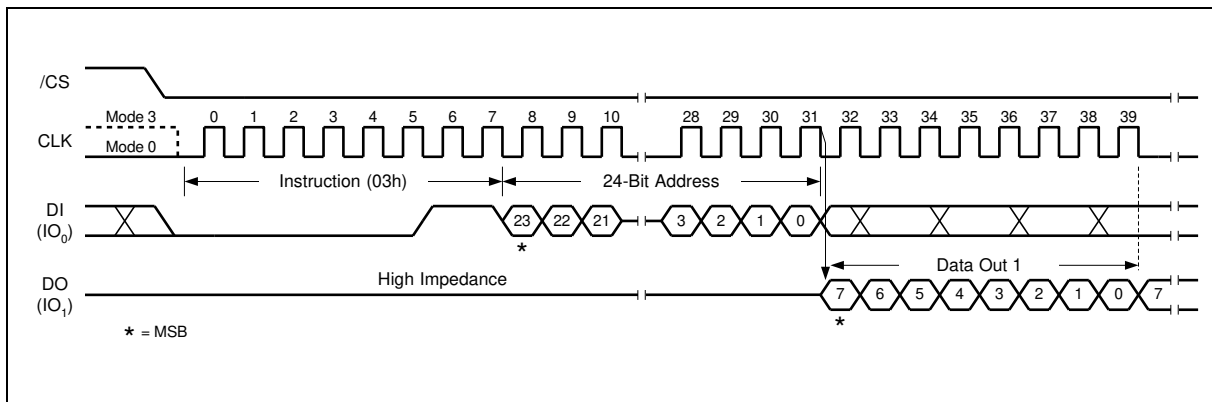 /CS
Mode 3
0 1 2 3 4 5 6 7 8 9 10 28 29 30 31 32 33 34 35 36 37 38 39
CLK
Mode 0
Instruction (03h) 24-Bit Address
DI
(IO0)
23 22 21 3 2 1 0
*
High Impedance Data Out 1
DO
(IO1)
7 6 5 4 3 2 1 0 7
*
* = MSB